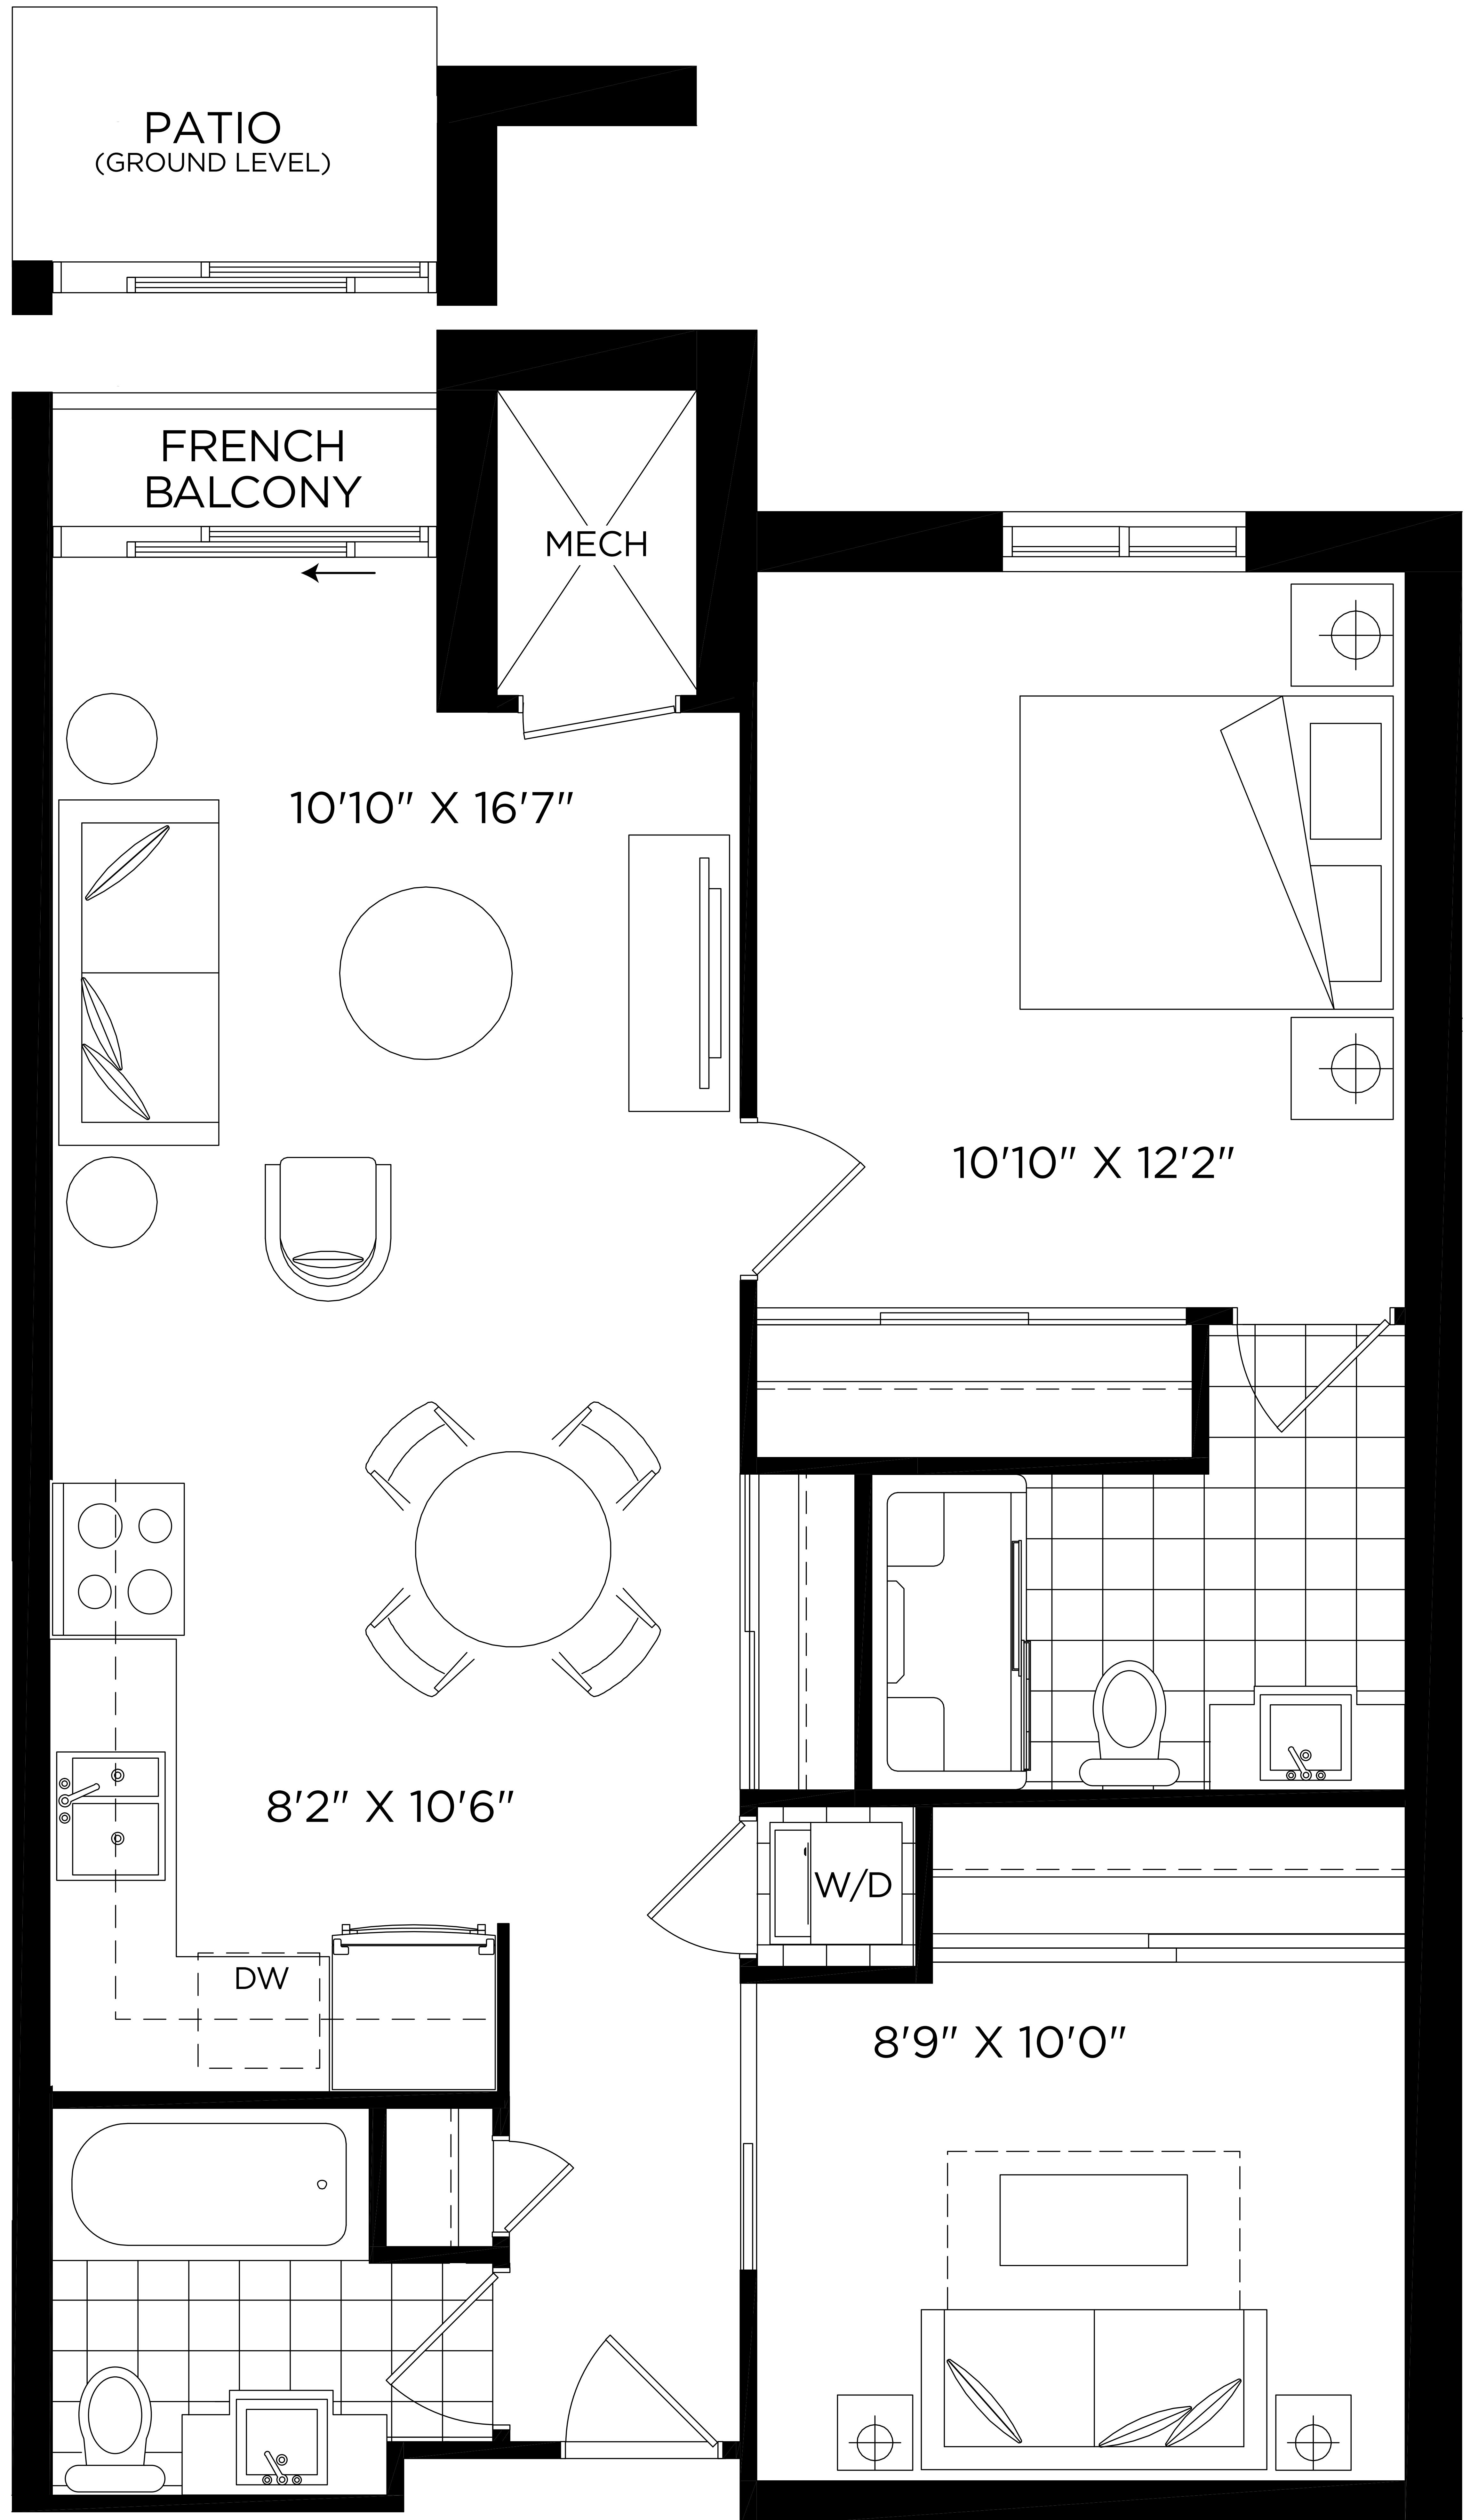 PATIO
(GROUND LEVEL)
FRENCH
BALCONY
MECH
10'10" X 16'7"
10'10" X 12'2"
8'2" X 10'6"
W/D
DW
8'9" X 10'0"